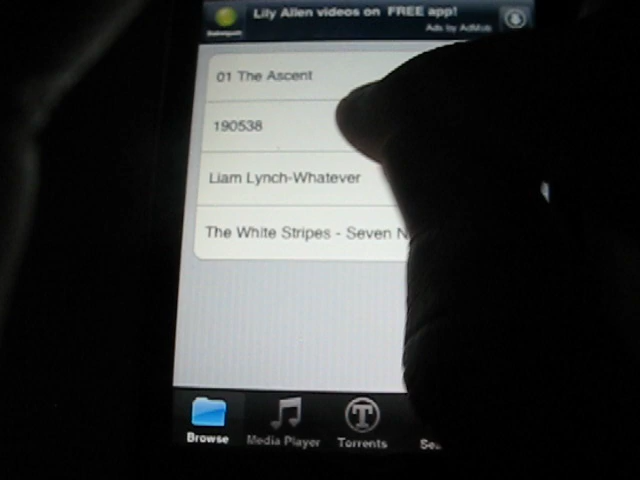 Lily Allen videos on FREE app!
Ads by AdMob
01 The Ascent
190538
Liam Lynch-Whatever
The White Stripes - Seven N
Browse
Media Player
Torrents
Sea